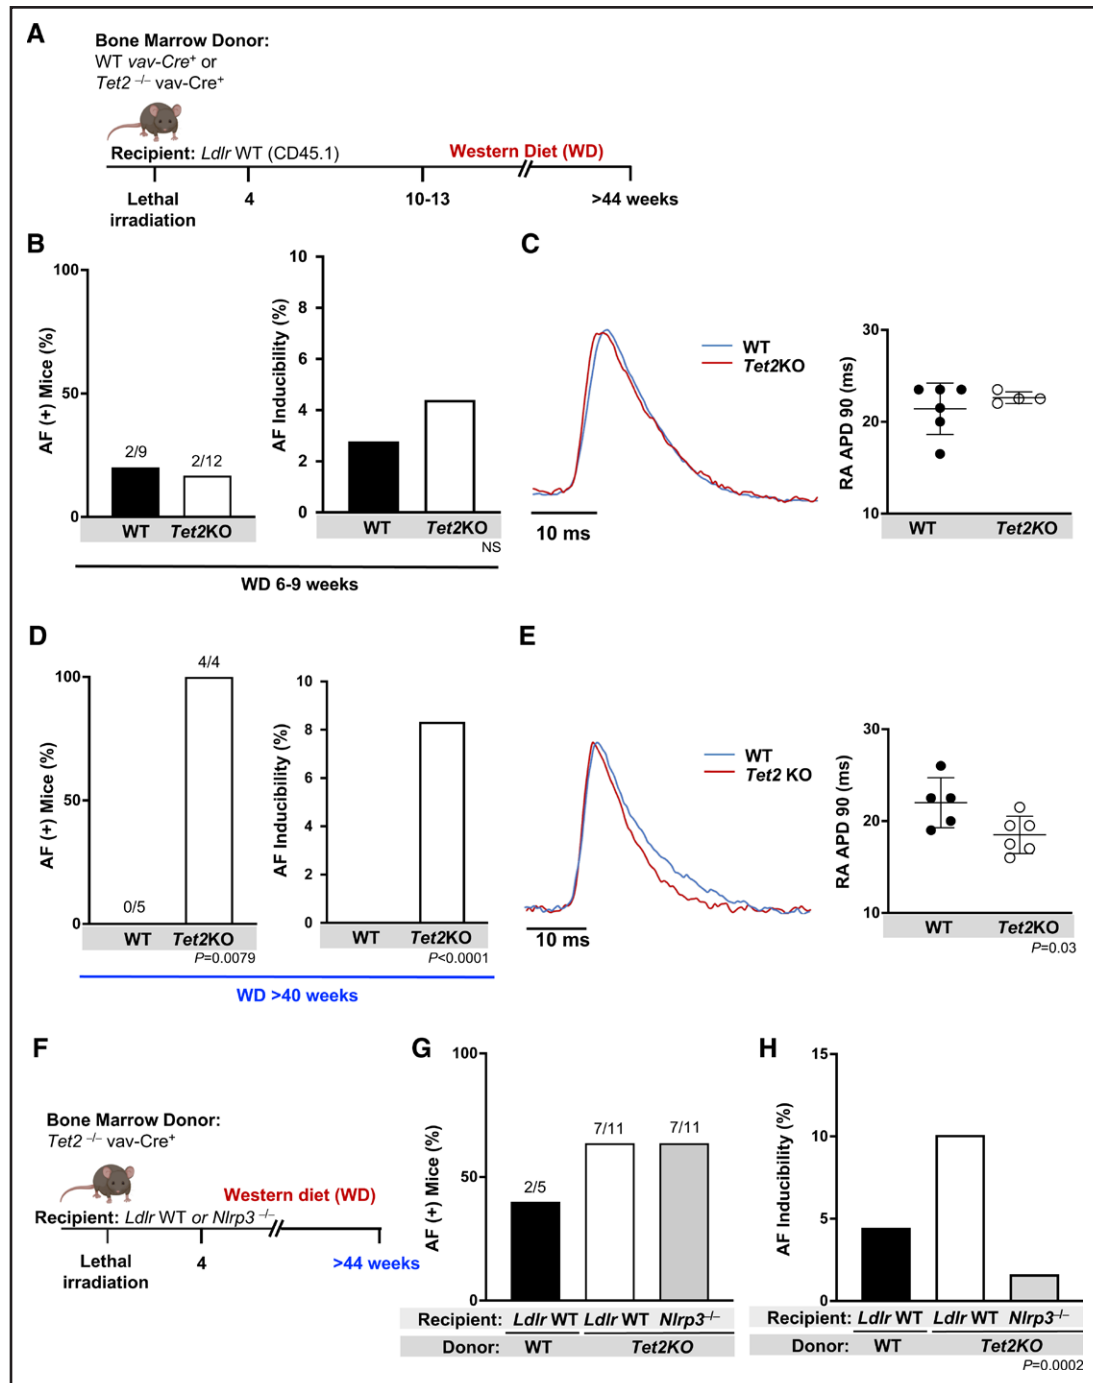 A
Bone Marrow Donor:
WT vav-Cre⁺ or
Tet2 ⁻/⁻ vav-Cre⁺
Recipient: Ldlr WT (CD45.1)
Western Diet (WD)
Lethal
irradiation
4
10-13
>44 weeks
B
AF (+) Mice (%)
100
50
0
2/9
2/12
WT
Tet2KO
AF Inducibility (%)
10
8
6
4
2
0
WT
Tet2KO
NS
WD 6-9 weeks
C
WT
Tet2KO
10 ms
RA APD 90 (ms)
30
20
10
WT
Tet2KO
D
AF (+) Mice (%)
100
50
0
0/5
4/4
WT
Tet2KO
P=0.0079
AF Inducibility (%)
10
8
6
4
2
0
WT
Tet2KO
P<0.0001
WD >40 weeks
E
WT
Tet2 KO
10 ms
RA APD 90 (ms)
30
20
10
WT
Tet2KO
P=0.03
F
Bone Marrow Donor:
Tet2 ⁻/⁻ vav-Cre⁺
Western diet (WD)
Recipient: Ldlr WT or Nlrp3 ⁻/⁻
Lethal
irradiation
4
>44 weeks
G
AF (+) Mice (%)
100
50
0
2/5
7/11
7/11
Recipient: Ldlr WT Ldlr WT Nlrp3⁻/⁻
Donor: WT Tet2KO
H
AF Inducibility (%)
15
10
5
0
Recipient: Ldlr WT Ldlr WT Nlrp3⁻/⁻
Donor: WT Tet2KO
P=0.0002